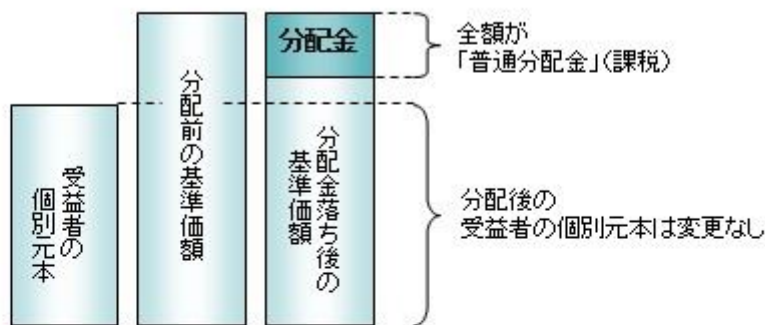 受益者の
個別元本
分配前の基準価額
分配金
分配金落ち後の
基準価額
全額が
「普通分配金」(課税)
分配後の
受益者の個別元本は変更なし